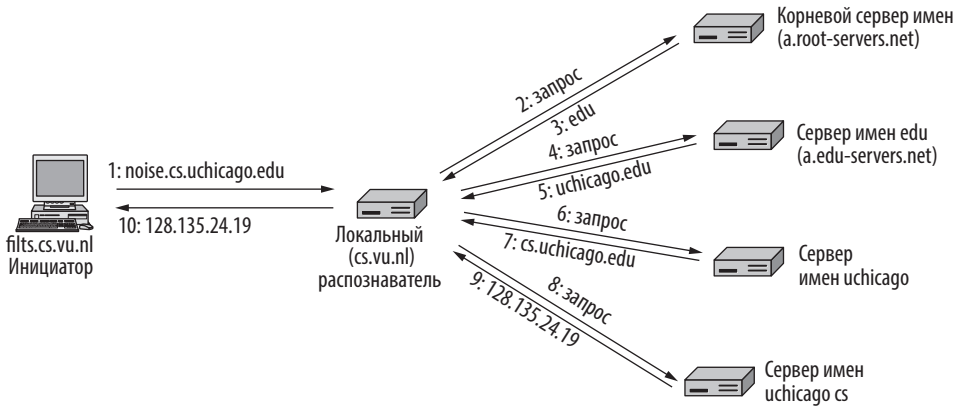 Корневой сервер имен
(a.root-servers.net)
2: запрос
3: edu
4: запрос
Сервер имен edu
(a.edu-servers.net)
5: uchicago.edu
1: noise.cs.uchicago.edu
10: 128.135.24.19
6: запрос
7: cs.uchicago.edu
filts.cs.vu.nl
Инициатор
Локальный
(cs.vu.nl)
распознаватель
Сервер
имен uchicago
8: запрос
9: 128.135.24.19
Сервер имен
uchicago cs